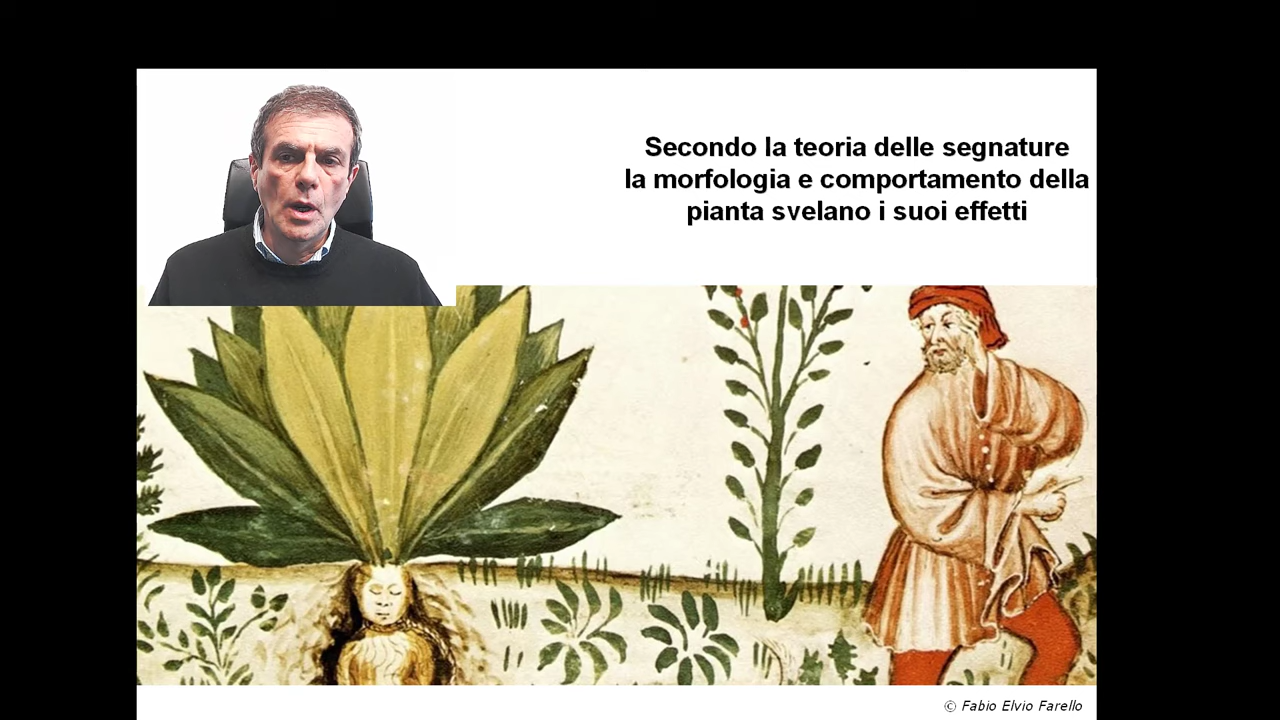 Secondo la teoria delle segnature
la morfologia e comportamento della
pianta svelano i suoi effetti
© Fabio Elvio Farello